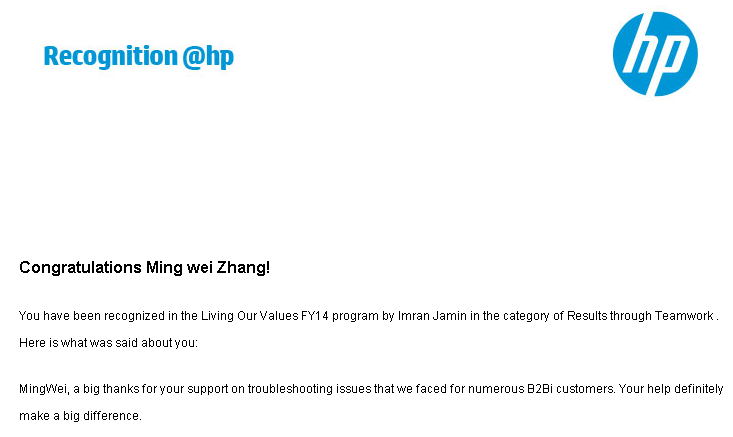 Recognition @hp
hp
Congratulations Ming wei Zhang!
You have been recognized in the Living Our Values FY14 program by Imran Jamin in the category of Results through Teamwork .
Here is what was said about you:
MingWei, a big thanks for your support on troubleshooting issues that we faced for numerous B2Bi customers. Your help definitely
make a big difference.